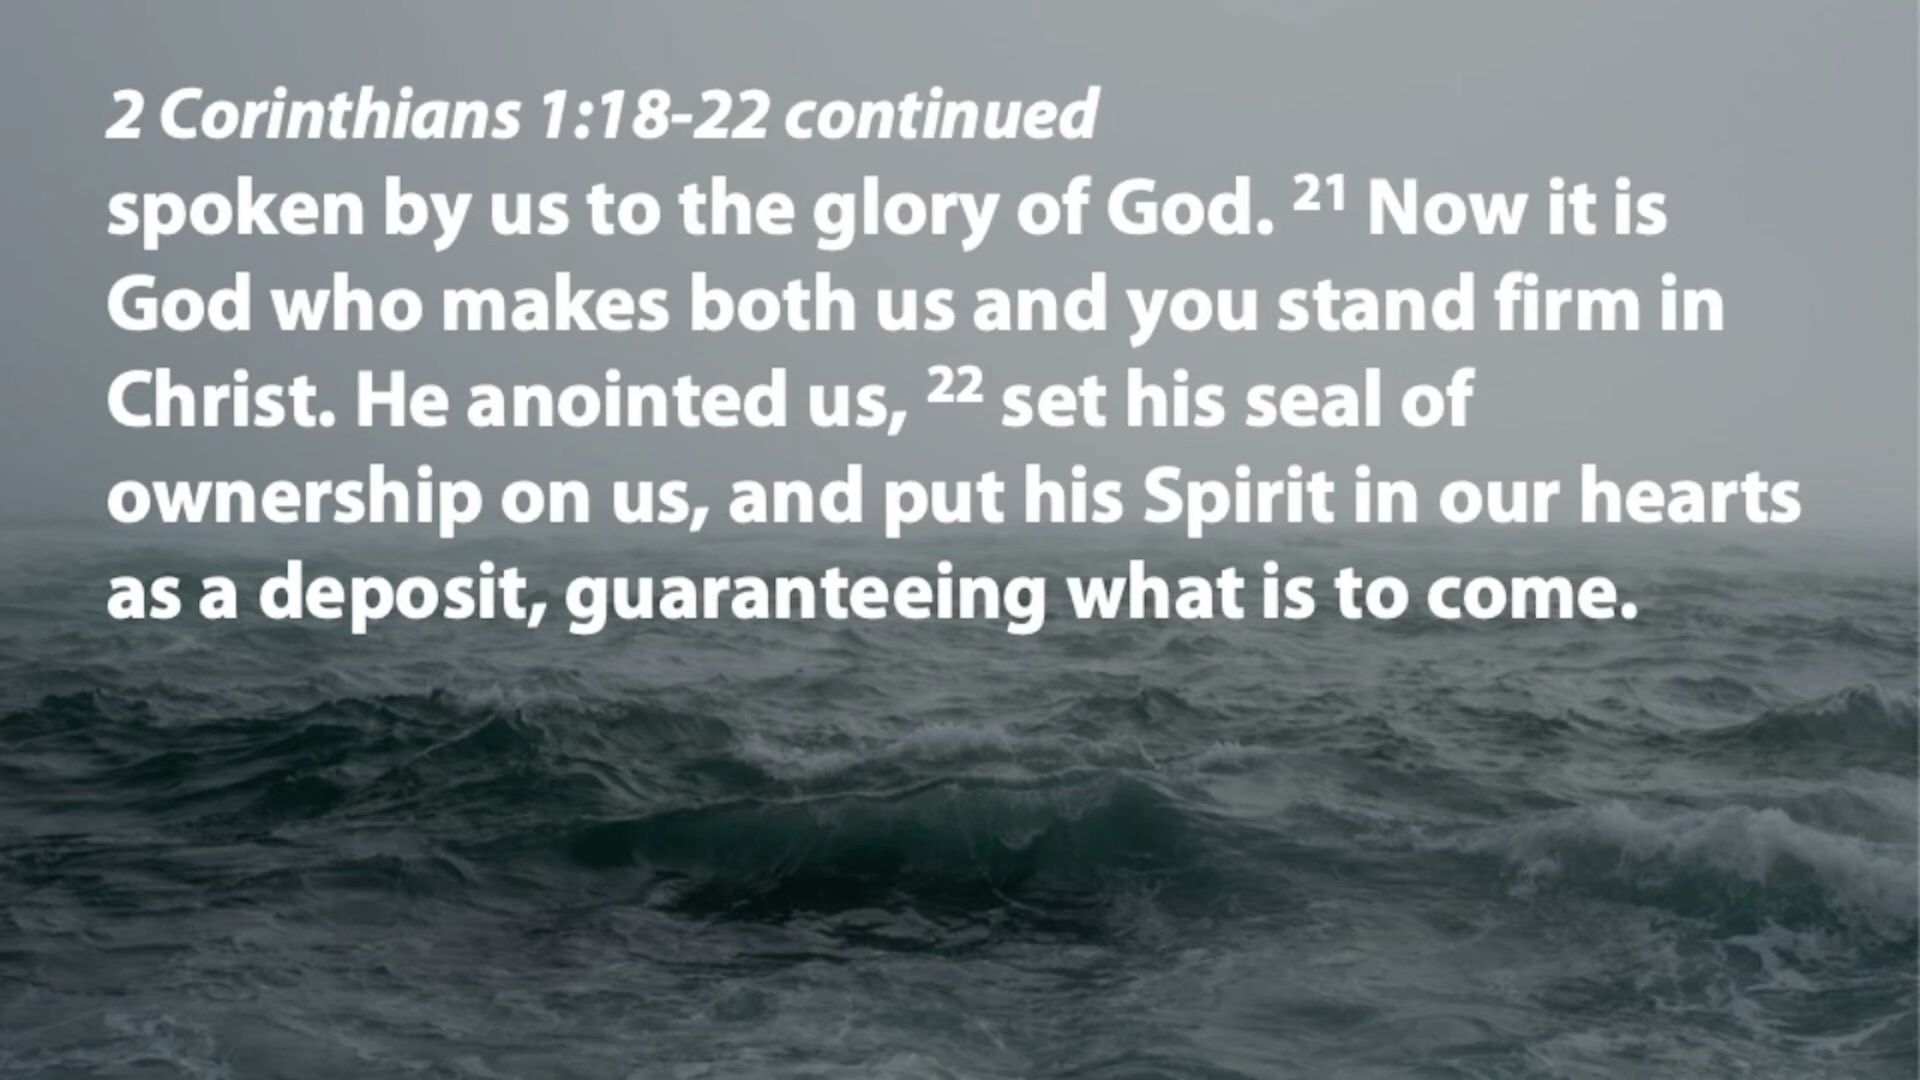 2 Corinthians 1:18-22 continued
spoken by us to the glory of God. 21 Now it is
God who makes both us and you stand firm in
Christ. He anointed us, 22 set his seal of
ownership on us, and put his Spirit in our hearts
as a deposit, guaranteeing what is to come.